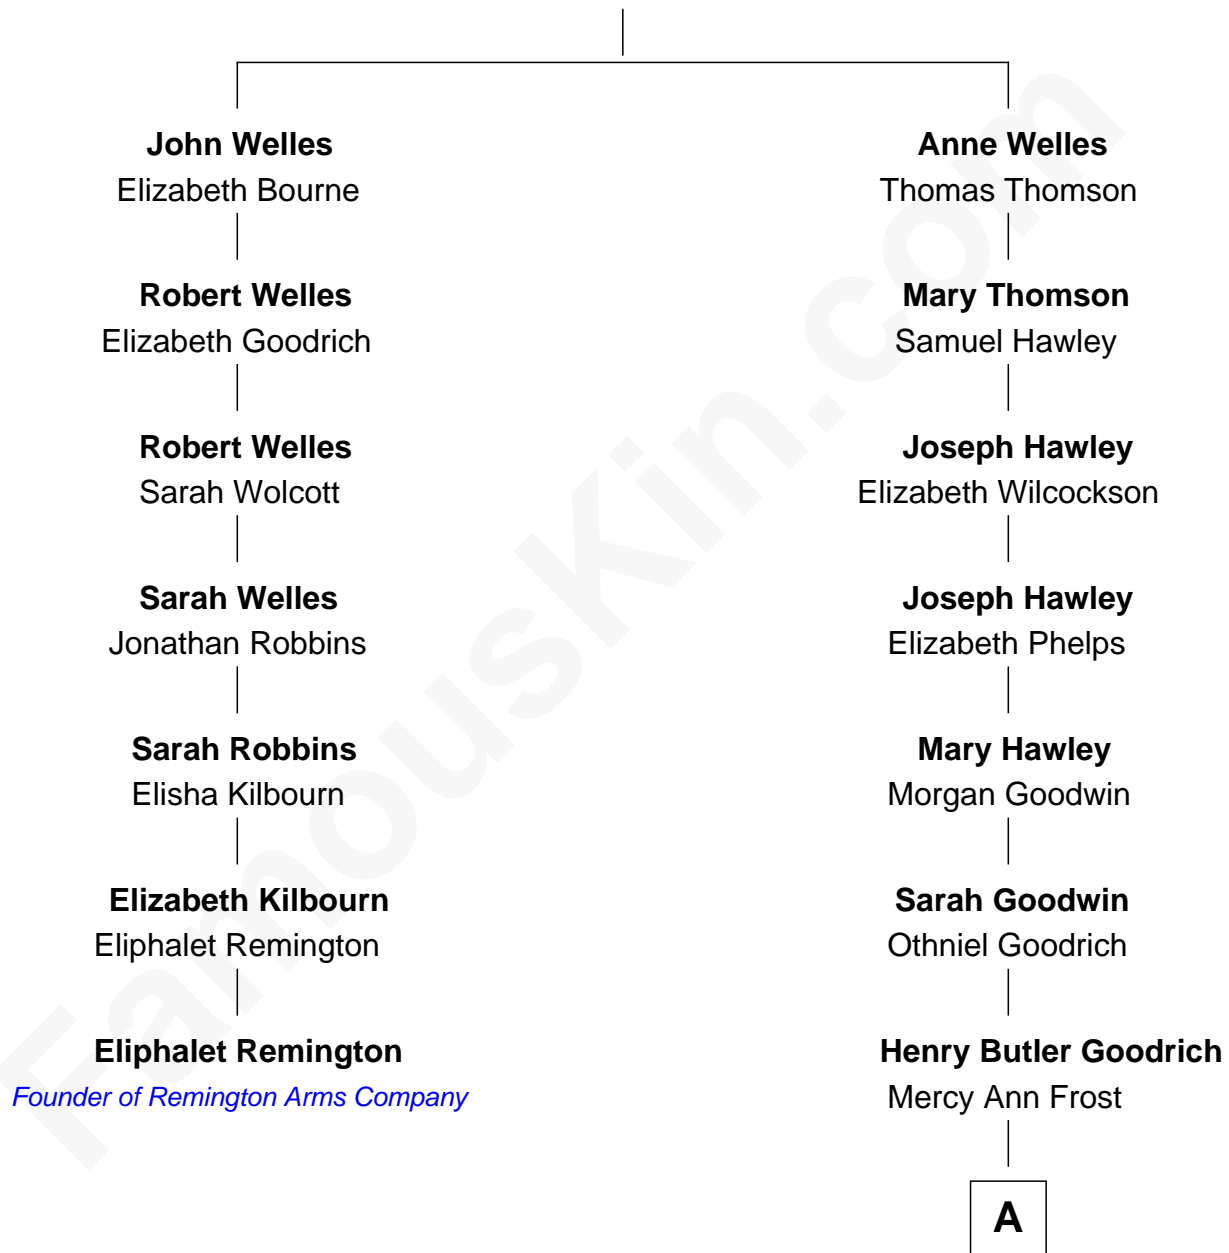 John Welles
Elizabeth Bourne
Robert Welles
Elizabeth Goodrich
Robert Welles
Sarah Wolcott
Sarah Welles
Jonathan Robbins
Sarah Robbins
Elisha Kilbourn
Elizabeth Kilbourn
Eliphalet Remington
Eliphalet Remington
Founder of Remington Arms Company
Anne Welles
Thomas Thomson
Mary Thomson
Samuel Hawley
Joseph Hawley
Elizabeth Wilcockson
Joseph Hawley
Elizabeth Phelps
Mary Hawley
Morgan Goodwin
Sarah Goodwin
Othniel Goodrich
Henry Butler Goodrich
Mercy Ann Frost
A
FamousKin.com